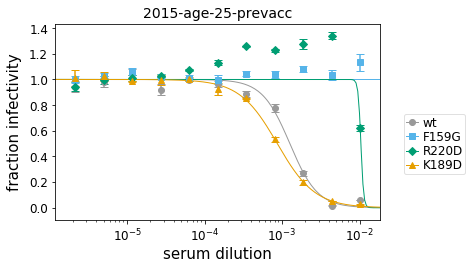 2015-age-25-prevacc
fraction infectivity
1.4
1.2
1.0
0.8
0.6
0.4
0.2
0.0
10⁻⁵
10⁻⁴
10⁻³
10⁻²
serum dilution
wt
F159G
R220D
K189D